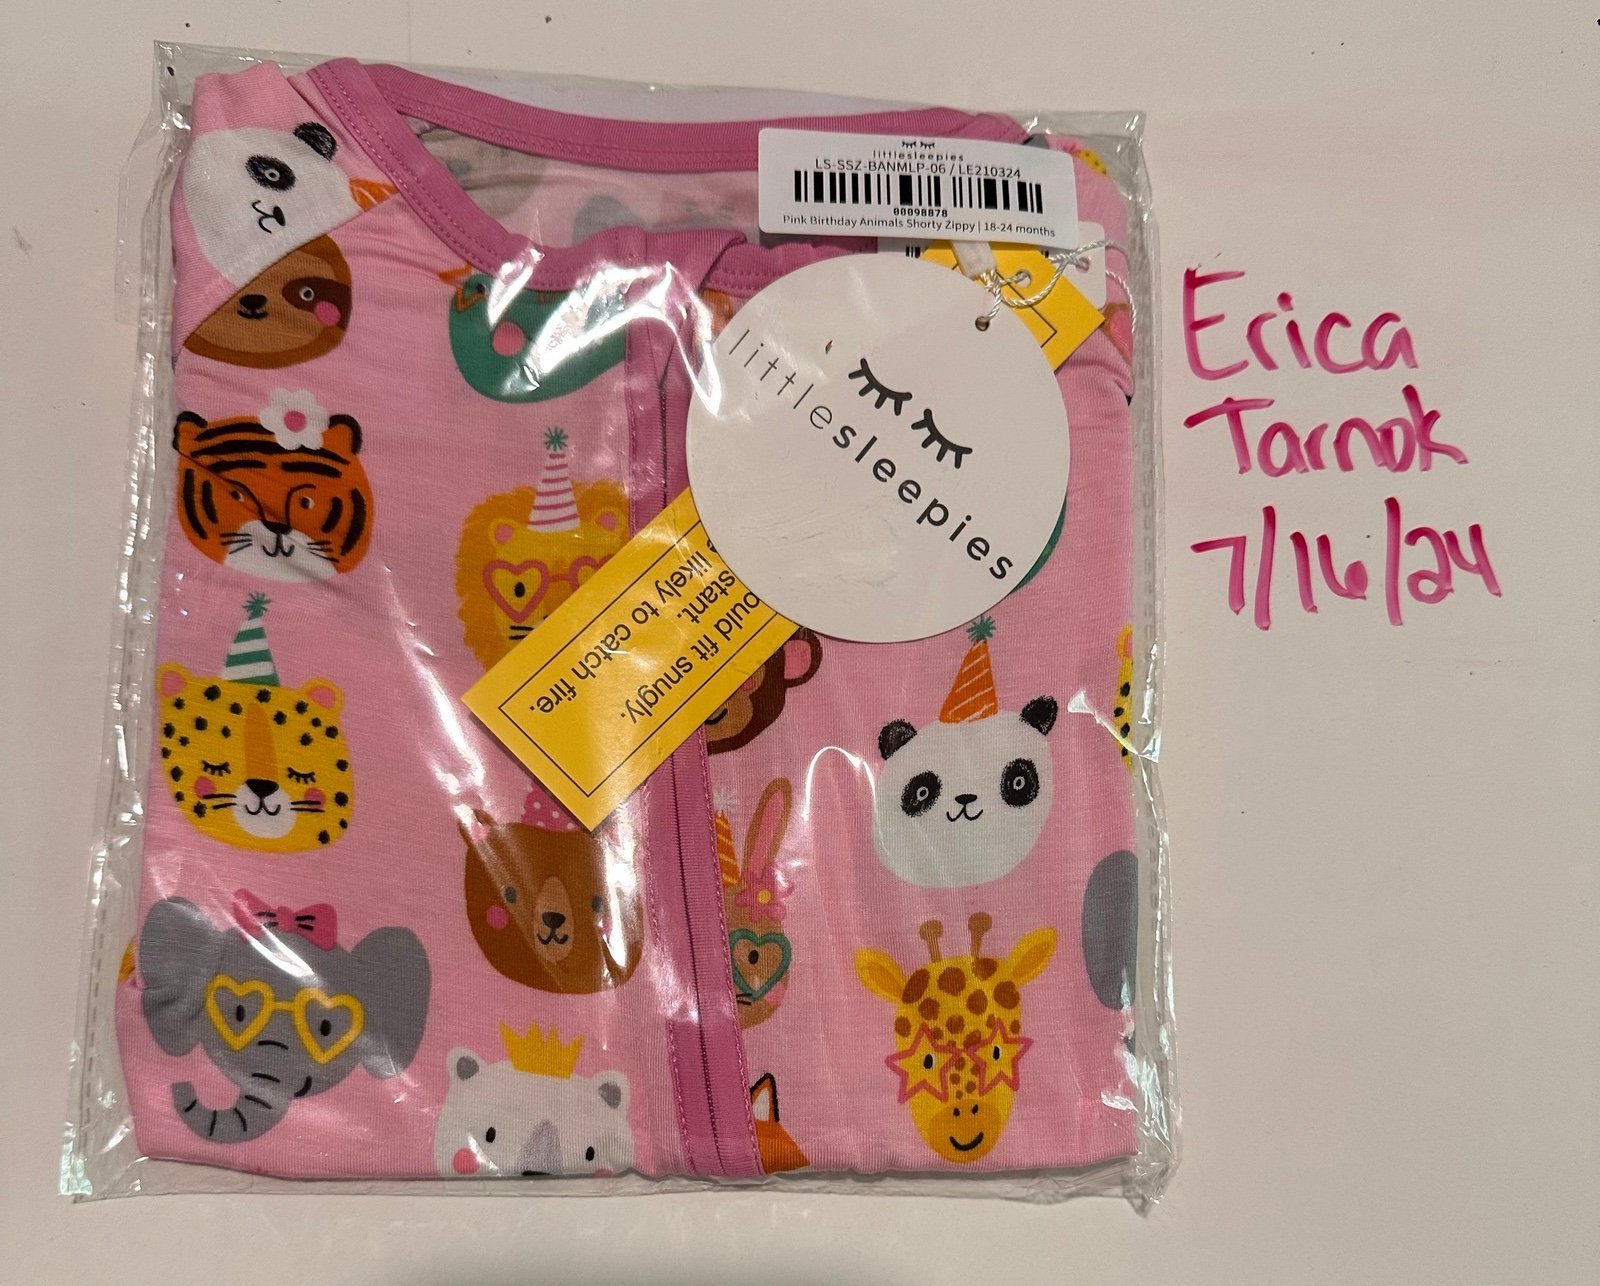 littlesleepies
LS-SSZ-BANMLP-06 / LE210324
00098878
Pink Birthday Animals Shorty Zippy | 18-24 months
littlesleepies
ould fit snugly.
stant.
likely to catch fire.
Erica
Tarnok
7/16/24